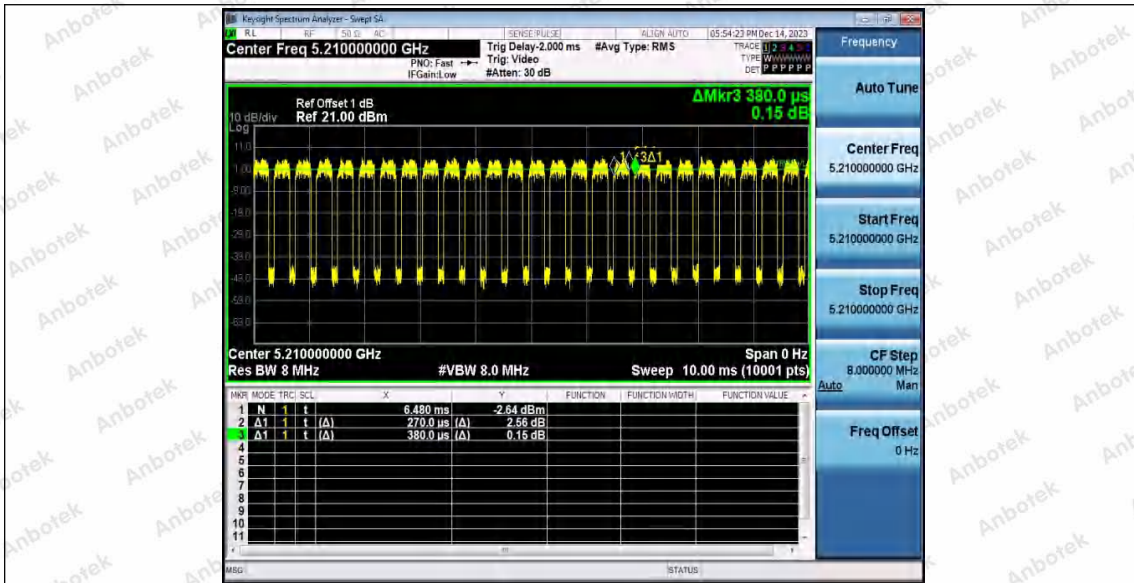 Keysight Spectrum Analyzer - Swept SA
RL RF 50 Ω AC SENSE:PULSE ALIGN AUTO 05:54:23 PM Dec 14, 2023
Center Freq 5.210000000 GHz
Trig Delay-2.000 ms #Avg Type: RMS
TRACE 1 2 3 4 5 6
PNO: Fast Trig: Video
TYPE W
IFGain:Low #Atten: 30 dB
DET P P P P P P
ΔMkr3 380.0 µs
0.15 dB
Ref Offset 1 dB
10 dB/div Ref 21.00 dBm
Log
11.0
1.00
-9.00
-19.0
-29.0
-39.0
-49.0
-59.0
-69.0
1
3Δ1
Center 5.210000000 GHz Span 0 Hz
Res BW 8 MHz #VBW 8.0 MHz Sweep 10.00 ms (10001 pts)
MKR MODE TRC SCL X Y FUNCTION FUNCTION WIDTH FUNCTION VALUE
1 N 1 t 6.480 ms -2.64 dBm
2 Δ1 1 t (Δ) 270.0 µs (Δ) 2.56 dB
3 Δ1 1 t (Δ) 380.0 µs (Δ) 0.15 dB
4
5
6
7
8
9
10
11
MSG STATUS
Frequency
Auto Tune
Center Freq
5.210000000 GHz
Start Freq
5.210000000 GHz
Stop Freq
5.210000000 GHz
CF Step
8.000000 MHz
Auto Man
Freq Offset
0 Hz
Anbotek